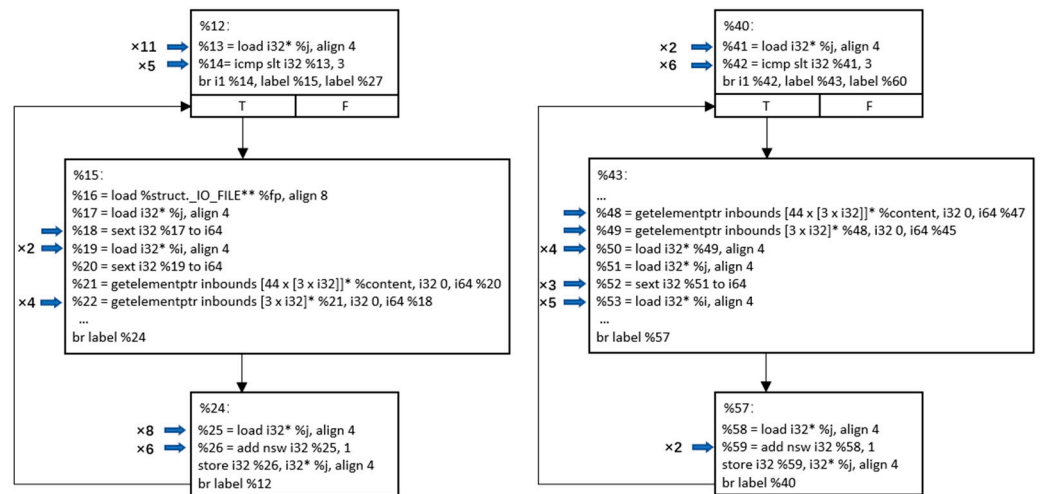 %12:
×11 %13 = load i32* %j, align 4
×5 %14= icmp slt i32 %13, 3
br i1 %14, label %15, label %27
T F
%15:
%16 = load %struct._IO_FILE** %fp, align 8
%17 = load i32* %j, align 4
%18 = sext i32 %17 to i64
×2 %19 = load i32* %i, align 4
%20 = sext i32 %19 to i64
%21 = getelementptr inbounds [44 x [3 x i32]]* %content, i32 0, i64 %20
×4 %22 = getelementptr inbounds [3 x i32]* %21, i32 0, i64 %18
...
br label %24
%24:
×8 %25 = load i32* %j, align 4
×6 %26 = add nsw i32 %25, 1
store i32 %26, i32* %j, align 4
br label %12
%40:
×2 %41 = load i32* %j, align 4
×6 %42 = icmp slt i32 %41, 3
br i1 %42, label %43, label %60
T F
%43:
...
%48 = getelementptr inbounds [44 x [3 x i32]]* %content, i32 0, i64 %47
%49 = getelementptr inbounds [3 x i32]* %48, i32 0, i64 %45
×4 %50 = load i32* %49, align 4
%51 = load i32* %j, align 4
×3 %52 = sext i32 %51 to i64
×5 %53 = load i32* %i, align 4
...
br label %57
%57:
%58 = load i32* %j, align 4
×2 %59 = add nsw i32 %58, 1
store i32 %59, i32* %j, align 4
br label %40